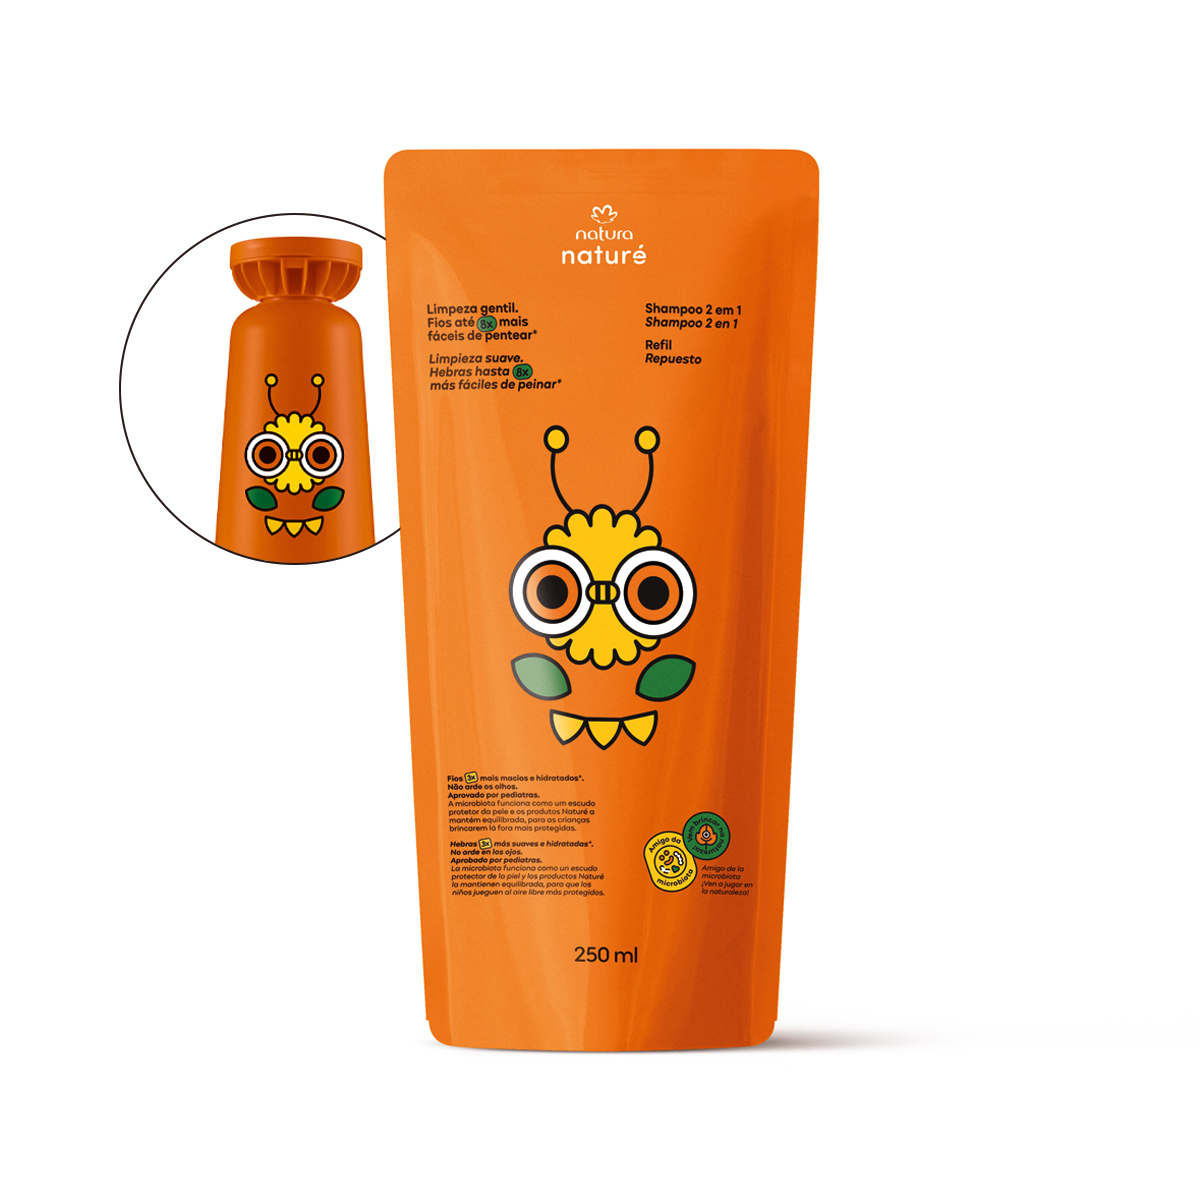 natura
naturé
Limpeza gentil.
Fios até 8x mais
fáceis de pentear*
Limpieza suave.
Hebras hasta 8x
más fáciles de peinar*
Shampoo 2 em 1
Shampoo 2 en 1
Refil
Repuesto
Fios 3x mais macios e hidratados*.
Não arde os olhos.
Aprovado por pediatras.
A microbiota funciona como um escudo
protetor da pele e os produtos Naturé a
mantém equilibrada, para as crianças
brincarem lá fora mais protegidas.
Hebras 3x más suaves e hidratadas*.
No arde en los ojos.
Aprobado por pediatras.
La microbiota funciona como un escudo
protector de la piel y los productos Naturé
la mantienen equilibrada, para que los
niños jueguen al aire libre más protegidos.
Amigo da
microbiota
Vem brincar na
natureza!
Amigo de la
microbiota
¡Ven a jugar en
la naturaleza!
250 ml